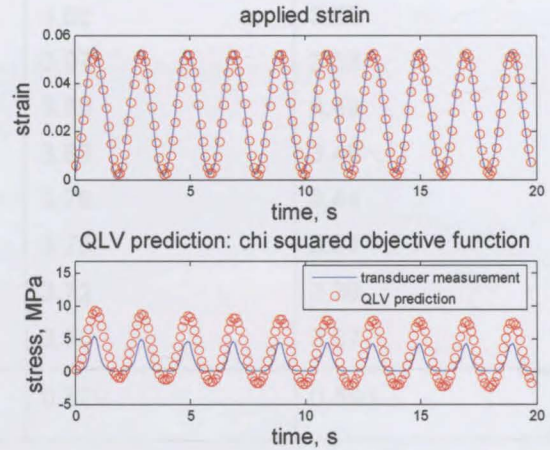 applied strain
0.06
0.04
0.02
0
strain
0 5 10 15 20
time, s
QLV prediction: chi squared objective function
15
10
5
0
-5
stress, MPa
transducer measurement
QLV prediction
0 5 10 15 20
time, s